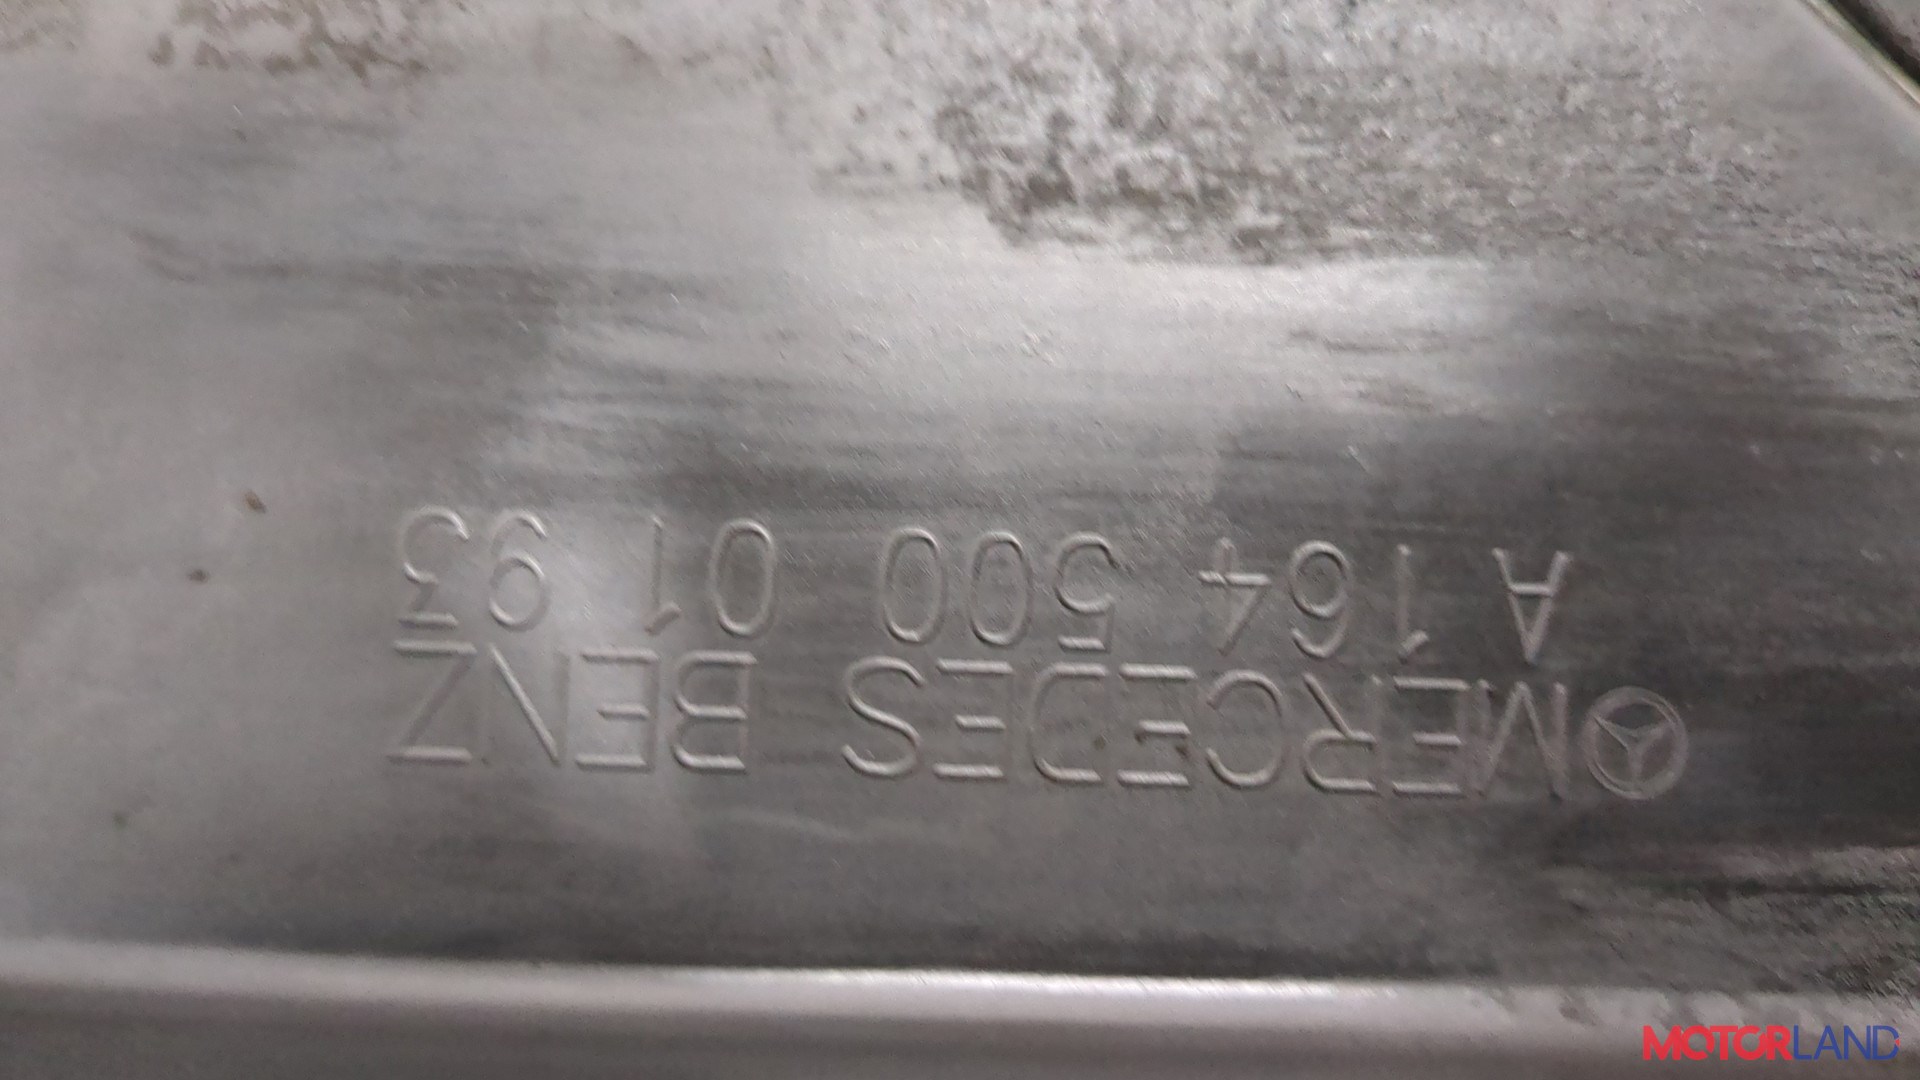 MERCEDES BENZ
A 164 500 01 93
MOTORLAND